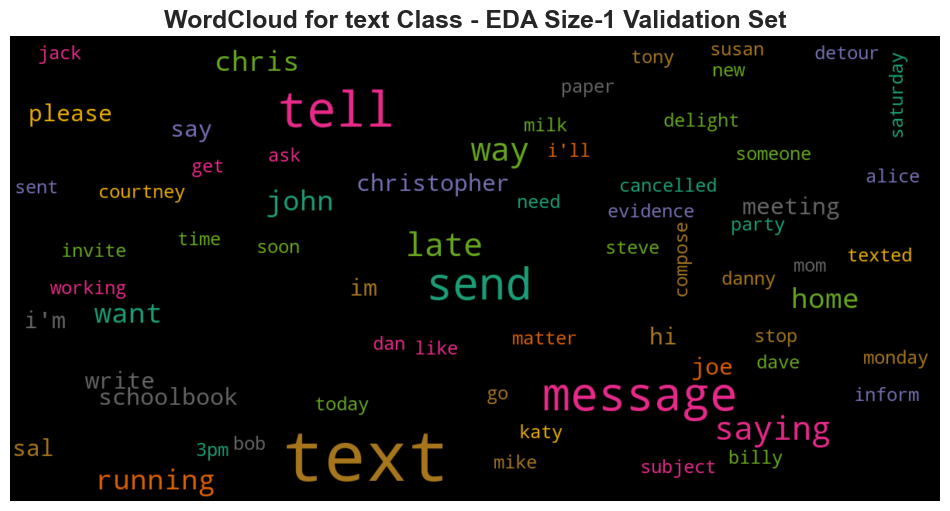 WordCloud for text Class - EDA Size-1 Validation Set
jack
chris
tony
susan
detour
new
saturday
paper
please
tell
say
milk
delight
way
i'll
ask
get
someone
sent
courtney
christopher
cancelled
alice
john
need
evidence
meeting
party
invite
time
soon
late
steve
compose
texted
mom
danny
working
im
send
home
i'm
want
dan
like
matter
hi
stop
dave
monday
joe
write
schoolbook
today
go
message
inform
saying
katy
sal
3pm
bob
text
mike
subject
billy
running